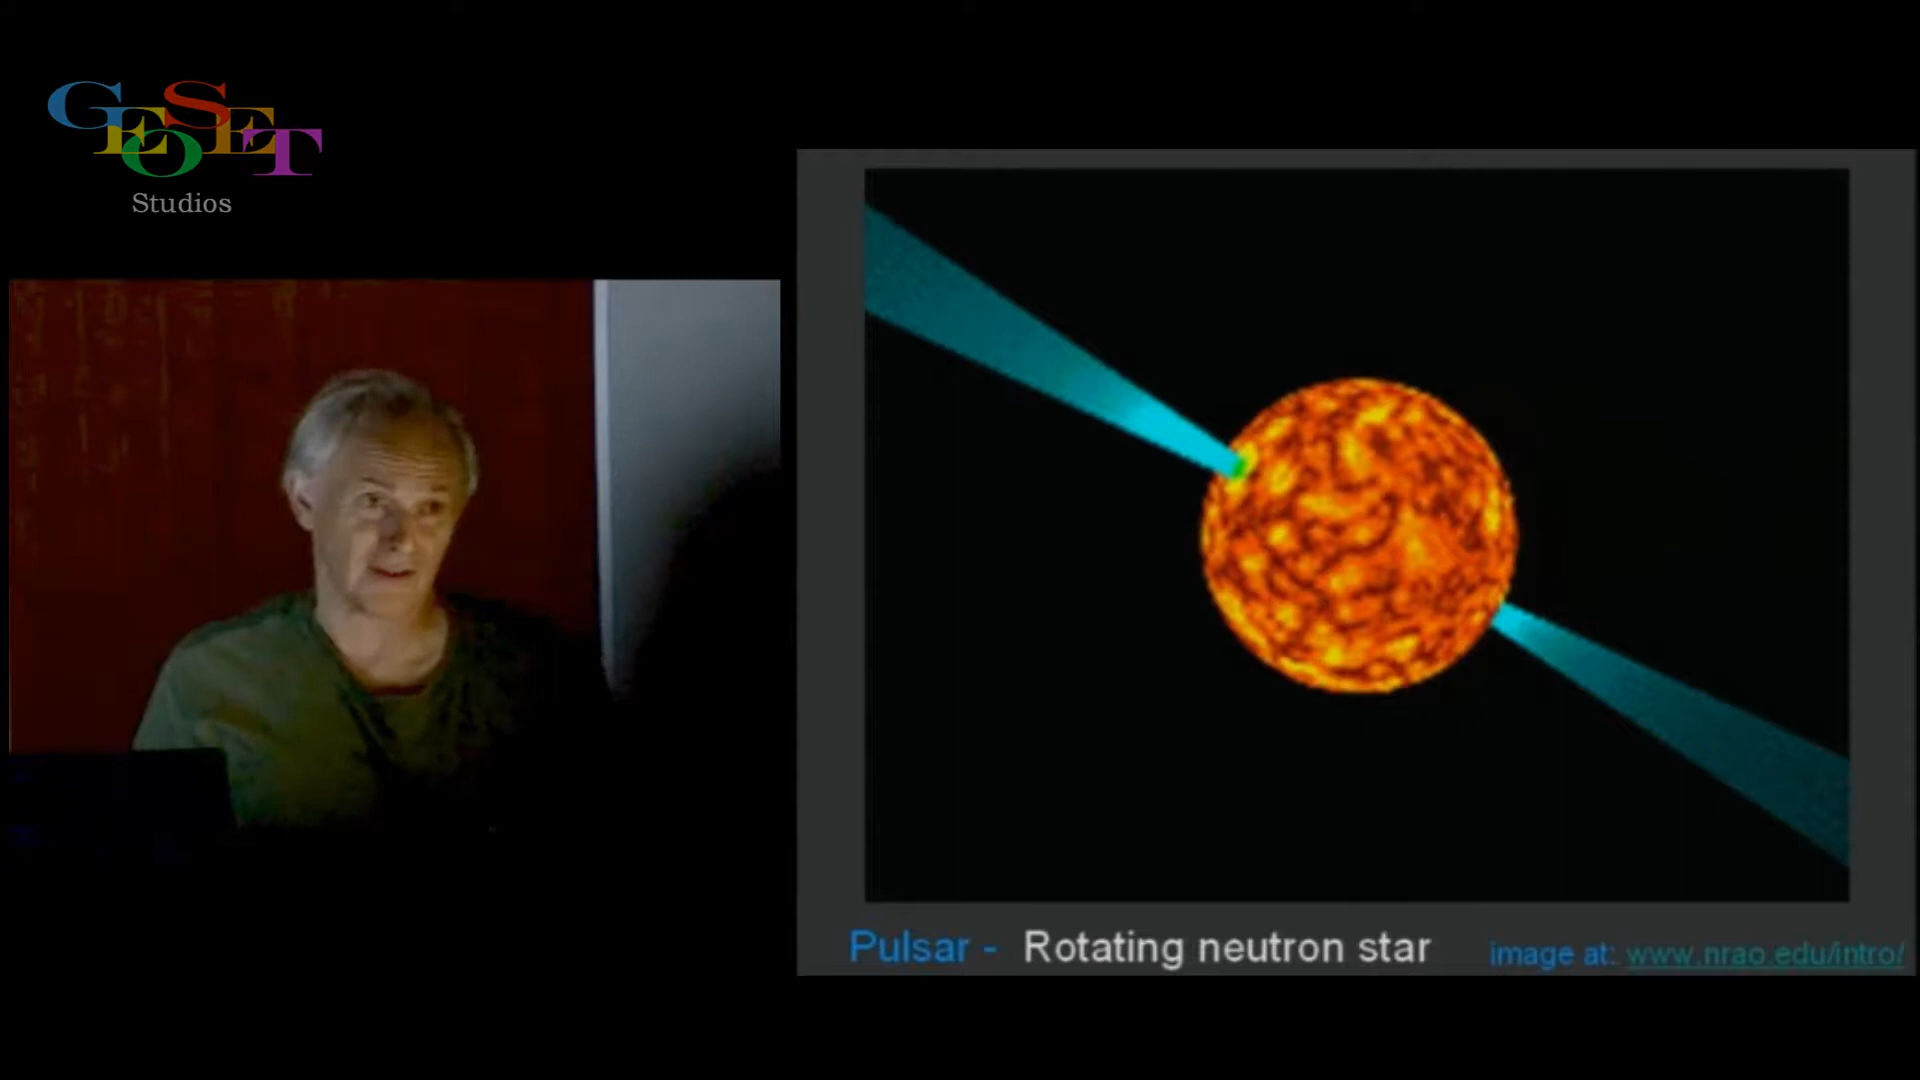 GEOSET
Studios
Pulsar - Rotating neutron star
image at: www.nrao.edu/intro/